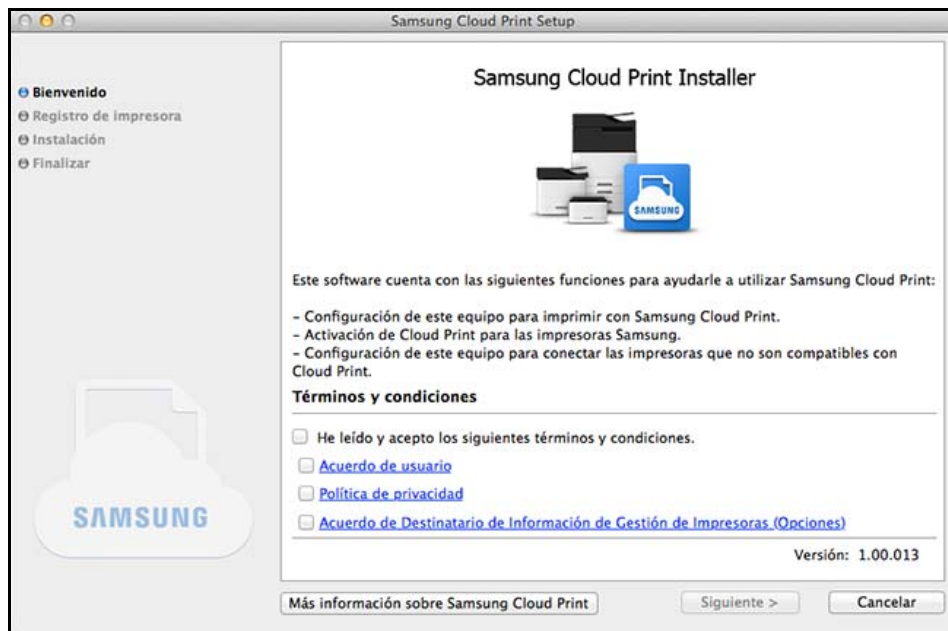 Samsung Cloud Print Setup
Bienvenido
Registro de impresora
Instalación
Finalizar
SAMSUNG
Samsung Cloud Print Installer
SAMSUNG
Este software cuenta con las siguientes funciones para ayudarle a utilizar Samsung Cloud Print:
– Configuración de este equipo para imprimir con Samsung Cloud Print.
– Activación de Cloud Print para las impresoras Samsung.
– Configuración de este equipo para conectar las impresoras que no son compatibles con
Cloud Print.
Términos y condiciones
He leído y acepto los siguientes términos y condiciones.
Acuerdo de usuario
Política de privacidad
Acuerdo de Destinatario de Información de Gestión de Impresoras (Opciones)
Versión: 1.00.013
Más información sobre Samsung Cloud Print
Siguiente >
Cancelar